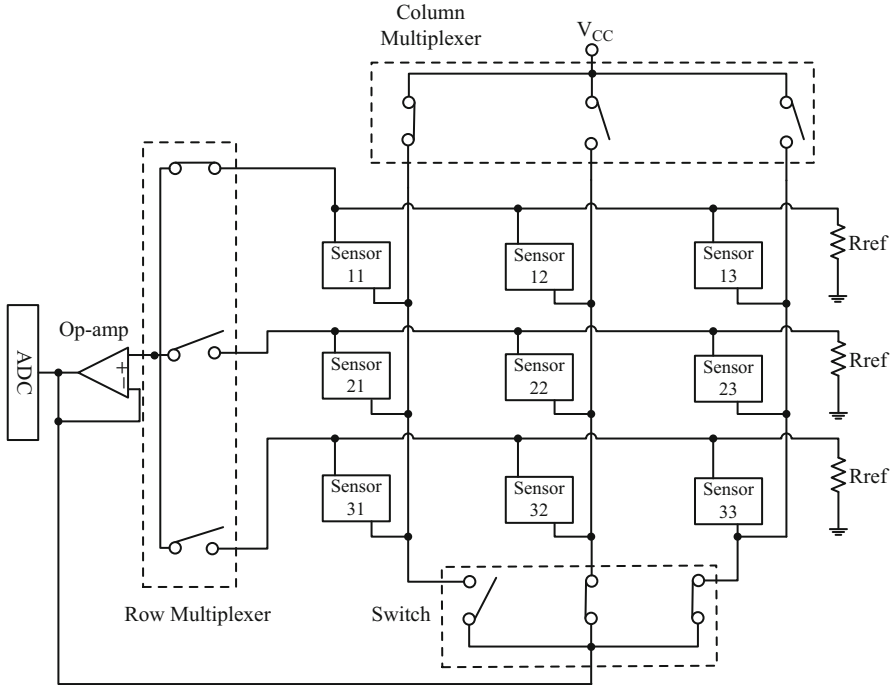 Column
Multiplexer
V_CC
Sensor
11
Sensor
12
Sensor
13
Rref
Op-amp
ADC
+
−
Sensor
21
Sensor
22
Sensor
23
Rref
Sensor
31
Sensor
32
Sensor
33
Rref
Row Multiplexer
Switch